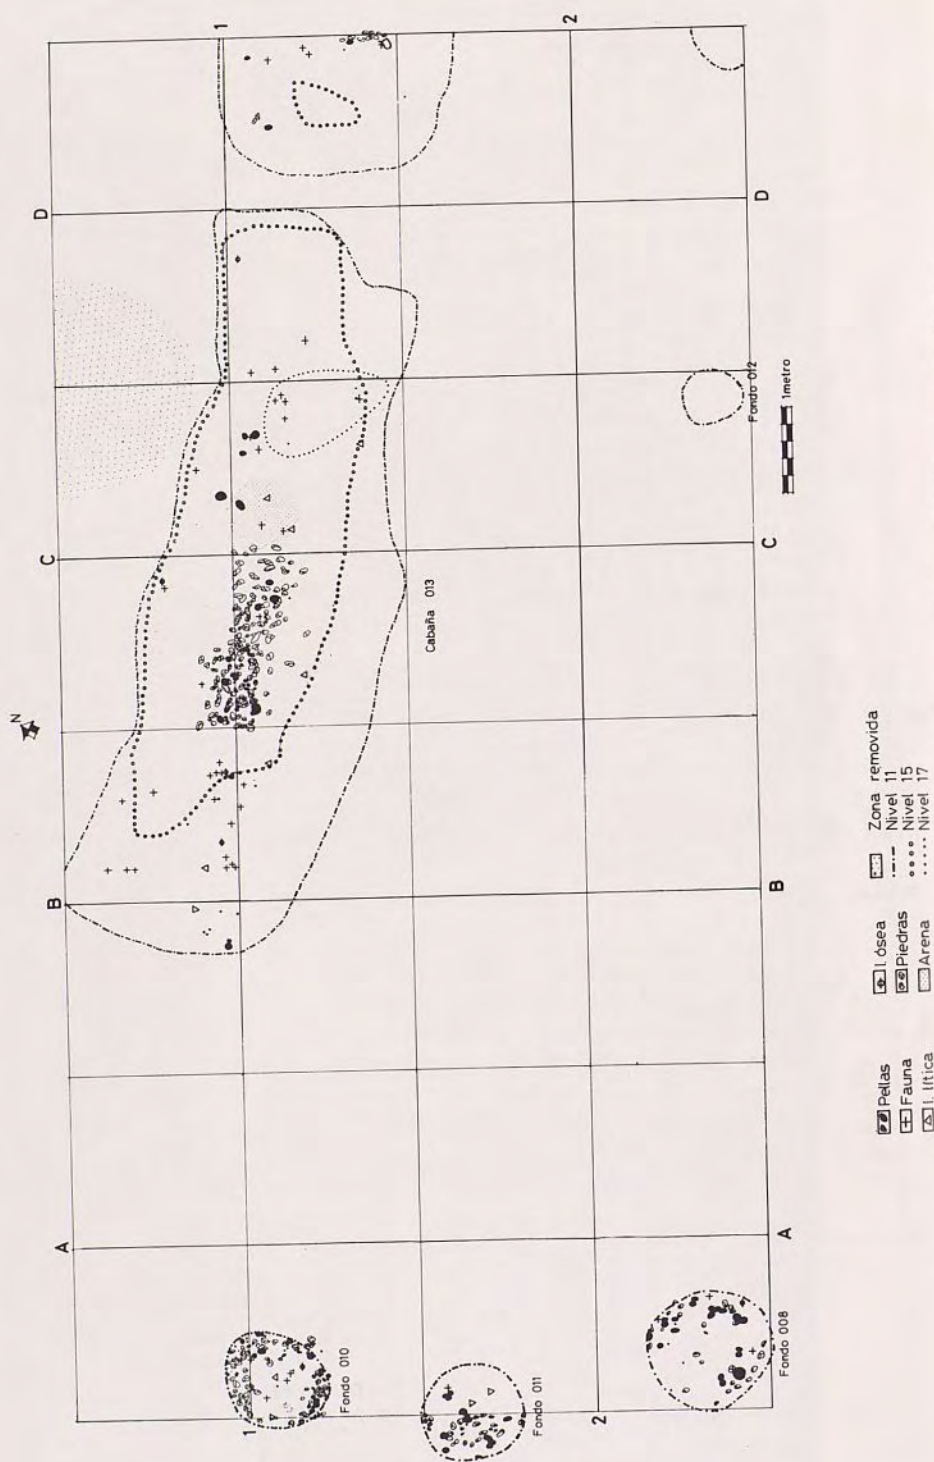 1
2
D
D
Fondo 012
1metro
C
C
Cabaña 013
N
B
B
A
A
Fondo 010
Fondo 011
Fondo 008
1
2
Pellas
Fauna
I. lítica
I. ósea
Piedras
Arena
Zona removida
Nivel 11
Nivel 15
Nivel 17